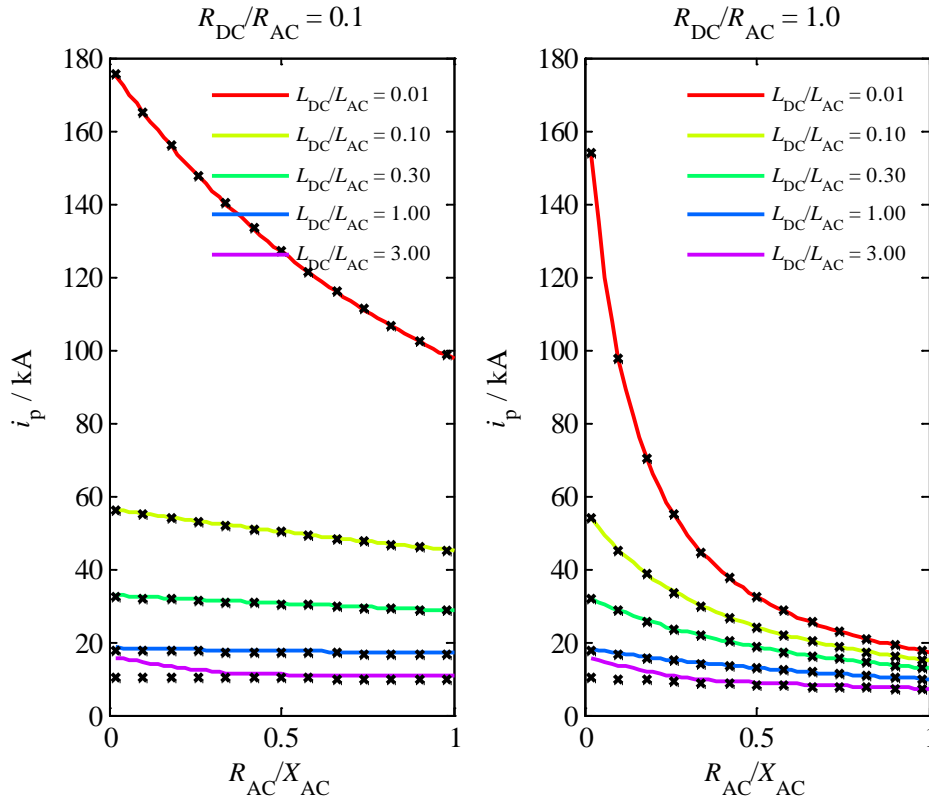 R_DC/R_AC = 0.1
180
160
140
120
100
80
60
40
20
0
i_p / kA
L_DC/L_AC = 0.01
L_DC/L_AC = 0.10
L_DC/L_AC = 0.30
L_DC/L_AC = 1.00
L_DC/L_AC = 3.00
0 0.5 1
R_AC/X_AC
R_DC/R_AC = 1.0
180
160
140
120
100
80
60
40
20
0
i_p / kA
L_DC/L_AC = 0.01
L_DC/L_AC = 0.10
L_DC/L_AC = 0.30
L_DC/L_AC = 1.00
L_DC/L_AC = 3.00
0 0.5 1
R_AC/X_AC